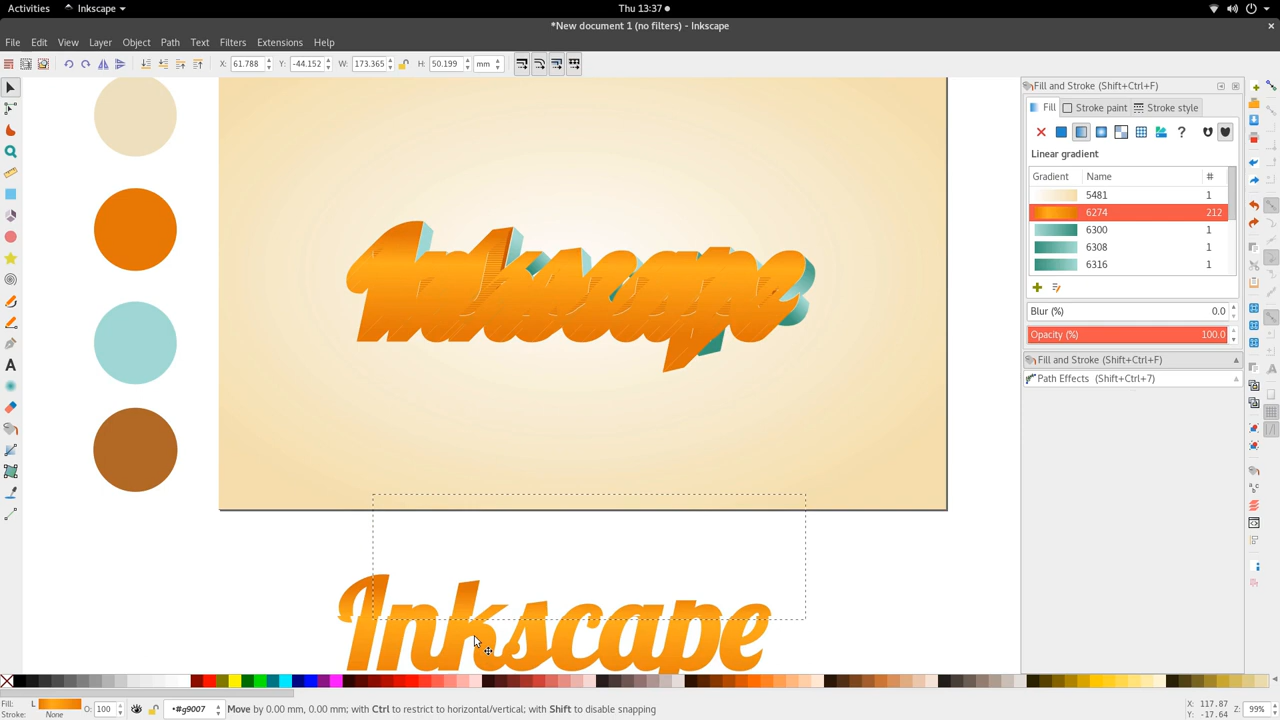 Activities Inkscape Thu 13:37
*New document 1 (no filters) - Inkscape
File Edit View Layer Object Path Text Filters Extensions Help
X: 61.788 Y: -44.152 W: 173.365 H: 50.199 mm
Fill and Stroke (Shift+Ctrl+F)
Fill Stroke paint Stroke style
?
Linear gradient
Gradient Name #
5481 1
6274 212
6300 1
6308 1
6316 1
Blur (%) 0.0
Opacity (%) 100.0
Fill and Stroke (Shift+Ctrl+F)
Path Effects (Shift+Ctrl+7)
Inkscape
Inkscape
Fill: L O: 100 #g9007 Move by 0.00 mm, 0.00 mm; with Ctrl to restrict to horizontal/vertical; with Shift to disable snapping X: 117.87 Z: 99%
Stroke: None Y: -17.64